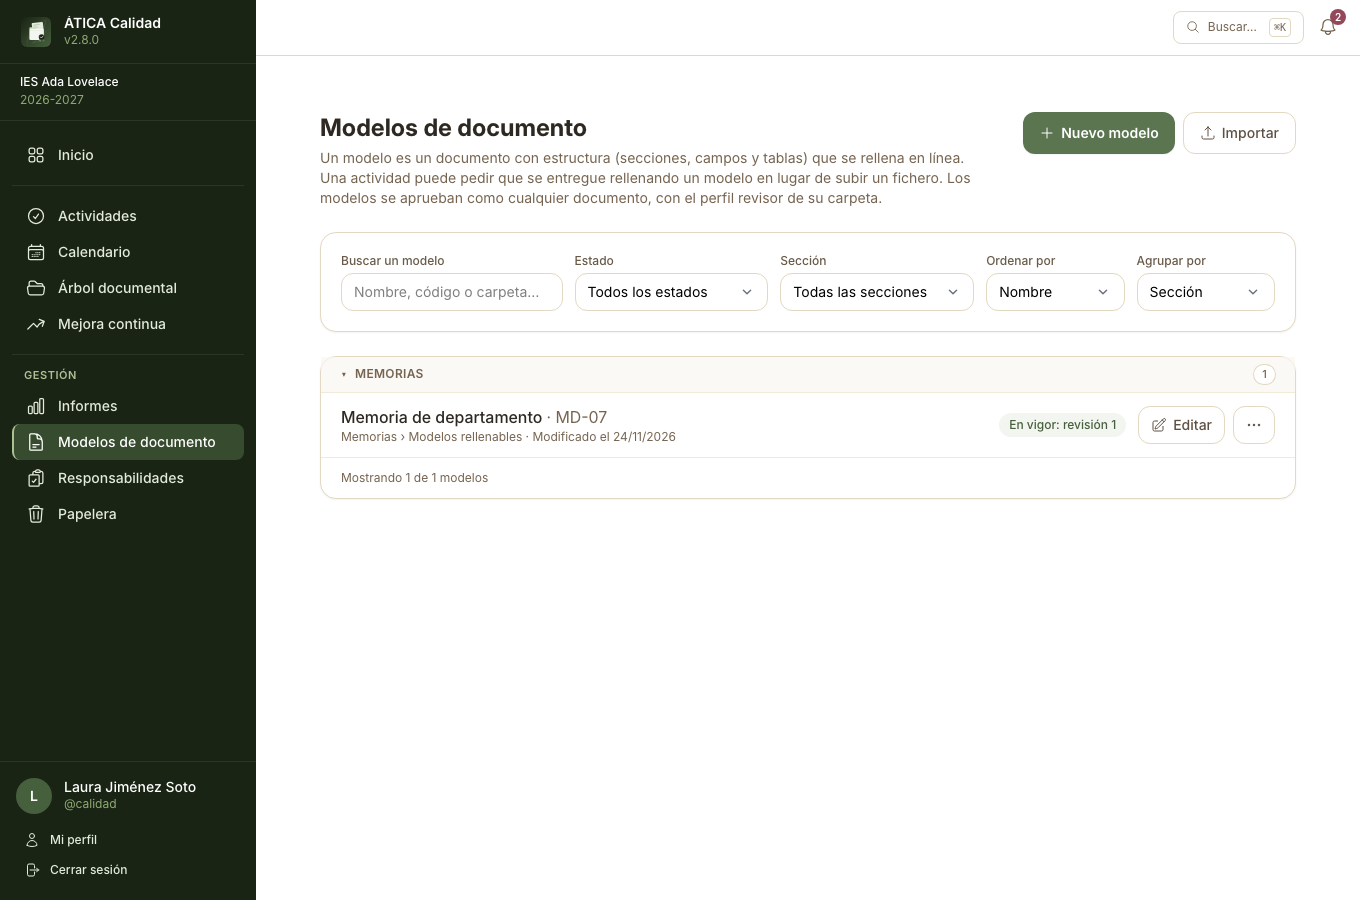 ÁTICA Calidad
v2.8.0
IES Ada Lovelace
2026-2027
Inicio
Actividades
Calendario
Árbol documental
Mejora continua
GESTIÓN
Informes
Modelos de documento
Responsabilidades
Papelera
L
Laura Jiménez Soto
@calidad
Mi perfil
Cerrar sesión
Buscar... ⌘K
2
Modelos de documento
Nuevo modelo
Importar
Un modelo es un documento con estructura (secciones, campos y tablas) que se rellena en línea.
Una actividad puede pedir que se entregue rellenando un modelo en lugar de subir un fichero. Los
modelos se aprueban como cualquier documento, con el perfil revisor de su carpeta.
Buscar un modelo
Nombre, código o carpeta...
Estado
Todos los estados
Sección
Todas las secciones
Ordenar por
Nombre
Agrupar por
Sección
MEMORIAS
1
Memoria de departamento · MD-07
Memorias › Modelos rellenables · Modificado el 24/11/2026
En vigor: revisión 1
Editar
Mostrando 1 de 1 modelos